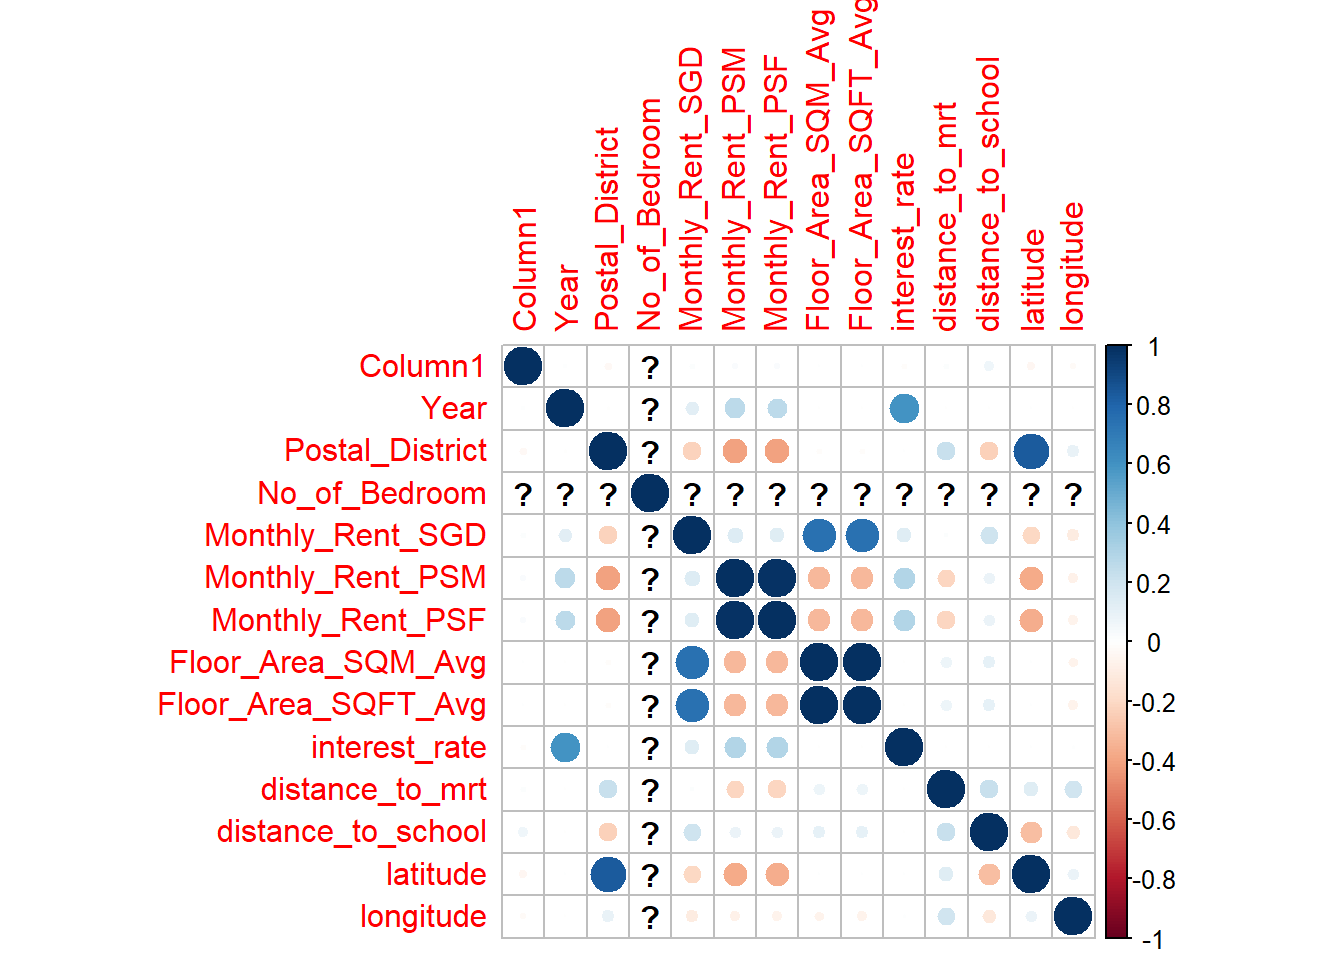 Column1
Year
Postal_District
No_of_Bedroom
Monthly_Rent_SGD
Monthly_Rent_PSM
Monthly_Rent_PSF
Floor_Area_SQM_Avg
Floor_Area_SQFT_Avg
interest_rate
distance_to_mrt
distance_to_school
latitude
longitude
Column1 ?
Year ?
Postal_District ?
No_of_Bedroom ? ? ? ? ? ? ? ? ? ? ? ? ?
Monthly_Rent_SGD ?
Monthly_Rent_PSM ?
Monthly_Rent_PSF ?
Floor_Area_SQM_Avg ?
Floor_Area_SQFT_Avg ?
interest_rate ?
distance_to_mrt ?
distance_to_school ?
latitude ?
longitude ?
1
0.8
0.6
0.4
0.2
0
-0.2
-0.4
-0.6
-0.8
-1